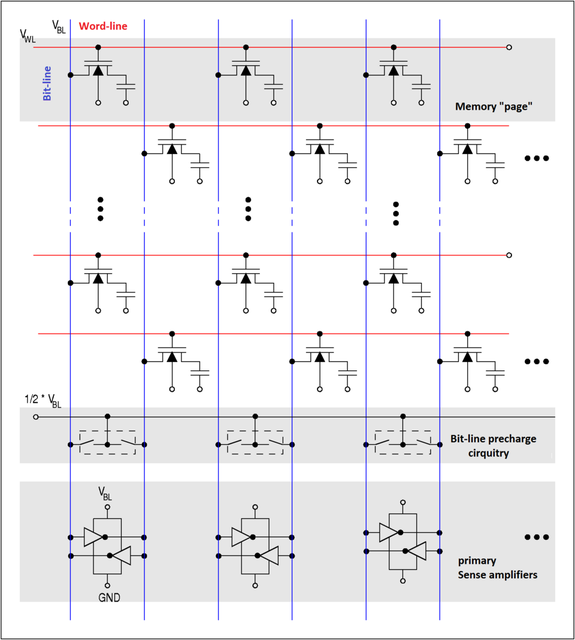 V_BL
Word-line
V_WL
Bit-line
Memory "page"
1/2 * V_BL
Bit-line precharge
cirquitry
V_BL
primary
Sense amplifiers
GND